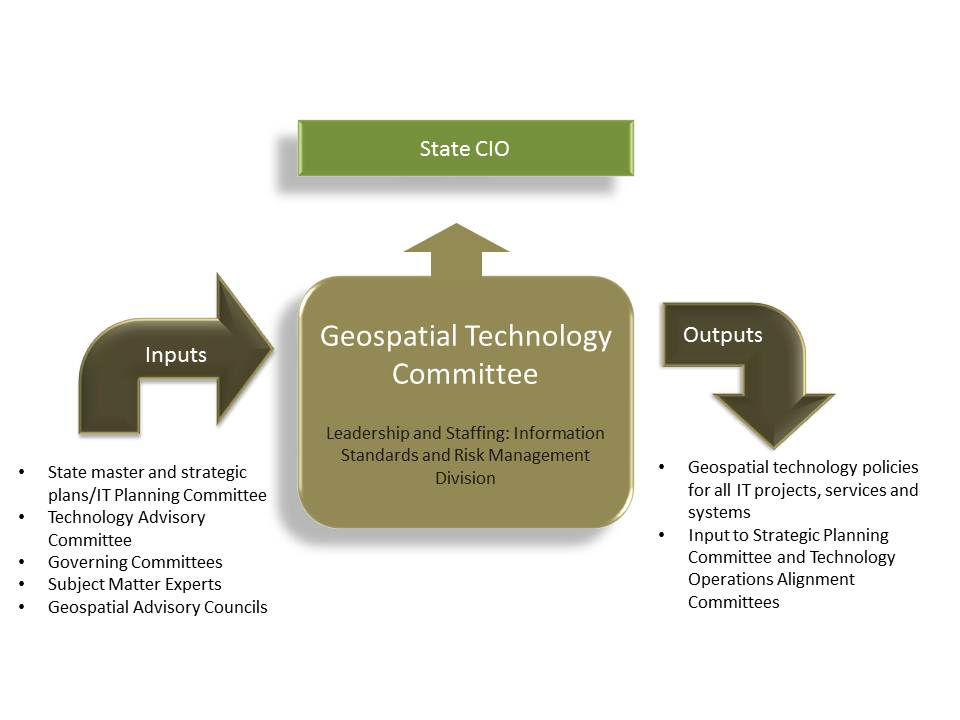 State CIO
Geospatial Technology
Committee
Leadership and Staffing: Information
Standards and Risk Management
Division
Inputs
• State master and strategic
plans/IT Planning Committee
• Technology Advisory
Committee
• Governing Committees
• Subject Matter Experts
• Geospatial Advisory Councils
Outputs
• Geospatial technology policies
for all IT projects, services and
systems
• Input to Strategic Planning
Committee and Technology
Operations Alignment
Committees